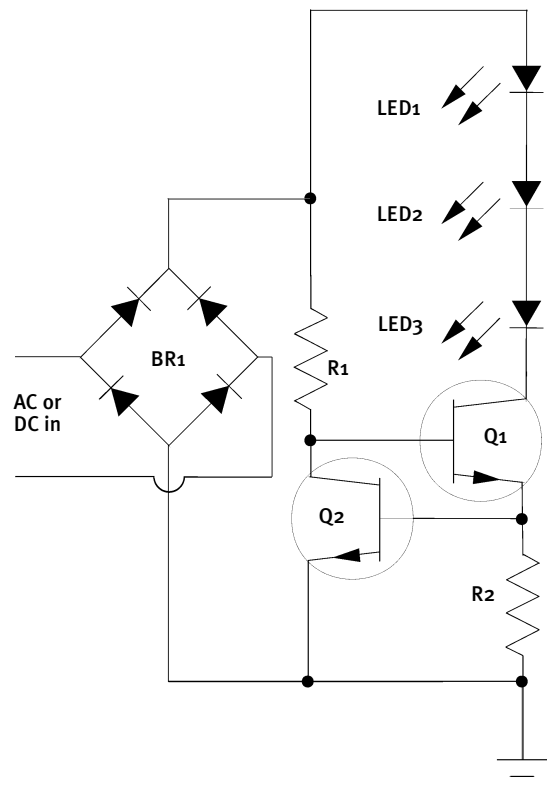 LED1
LED2
LED3
BR1
R1
AC or
DC in
Q1
Q2
R2